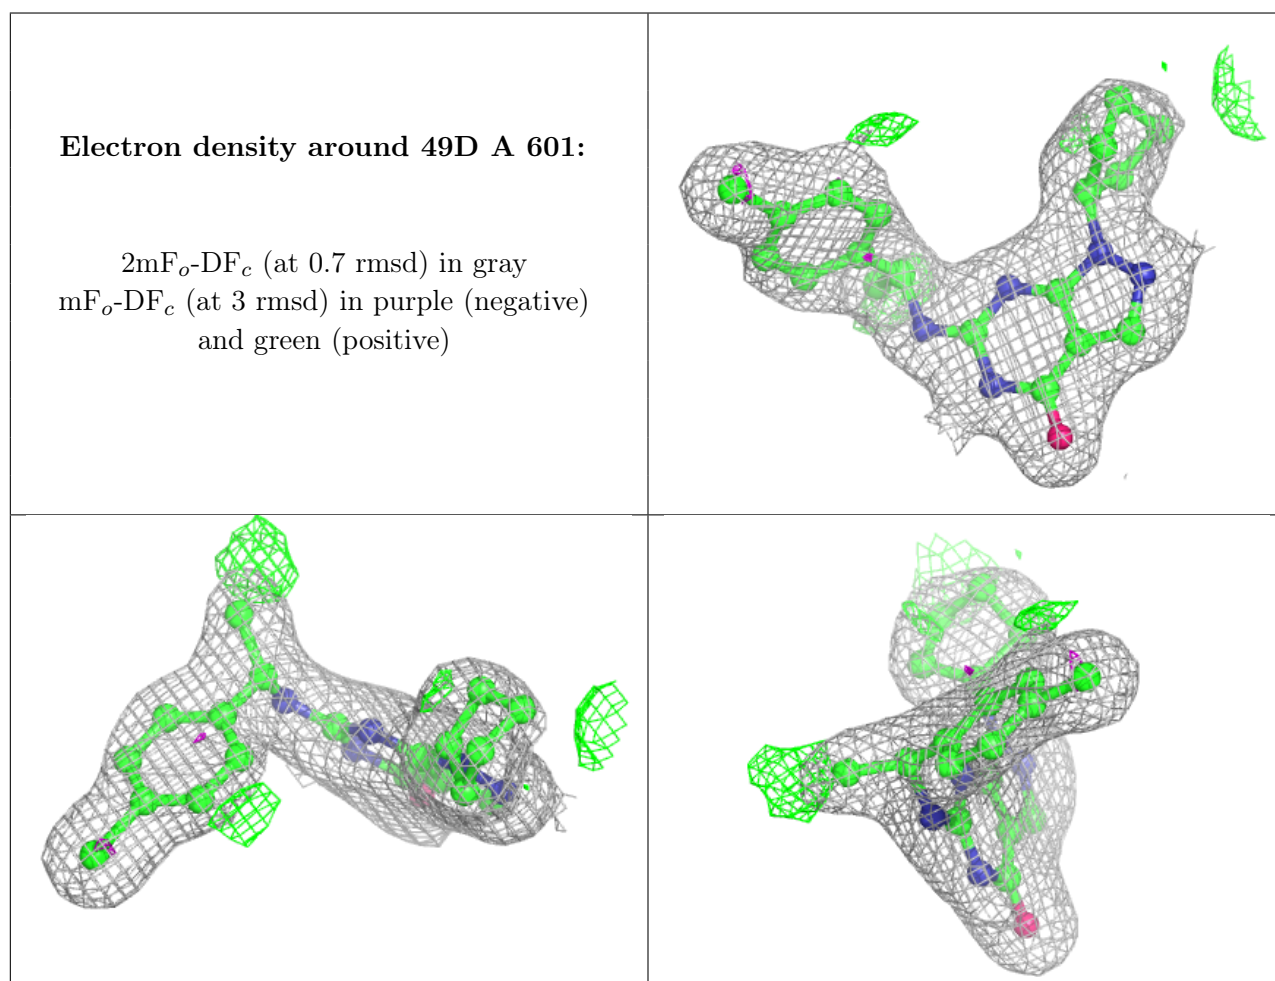 Electron density around 49D A 601:
2mFo-DFc (at 0.7 rmsd) in gray
mFo-DFc (at 3 rmsd) in purple (negative)
and green (positive)